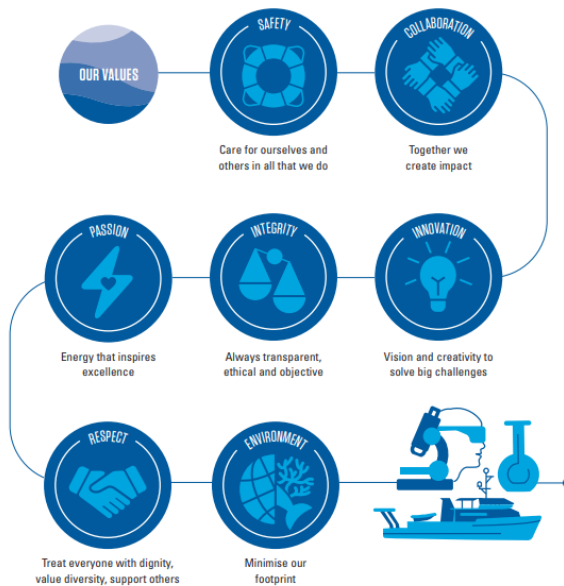 OUR VALUES
SAFETY
Care for ourselves and
others in all that we do
COLLABORATION
Together we
create impact
INNOVATION
Vision and creativity to
solve big challenges
INTEGRITY
Always transparent,
ethical and objective
PASSION
Energy that inspires
excellence
RESPECT
Treat everyone with dignity,
value diversity, support others
ENVIRONMENT
Minimise our
footprint